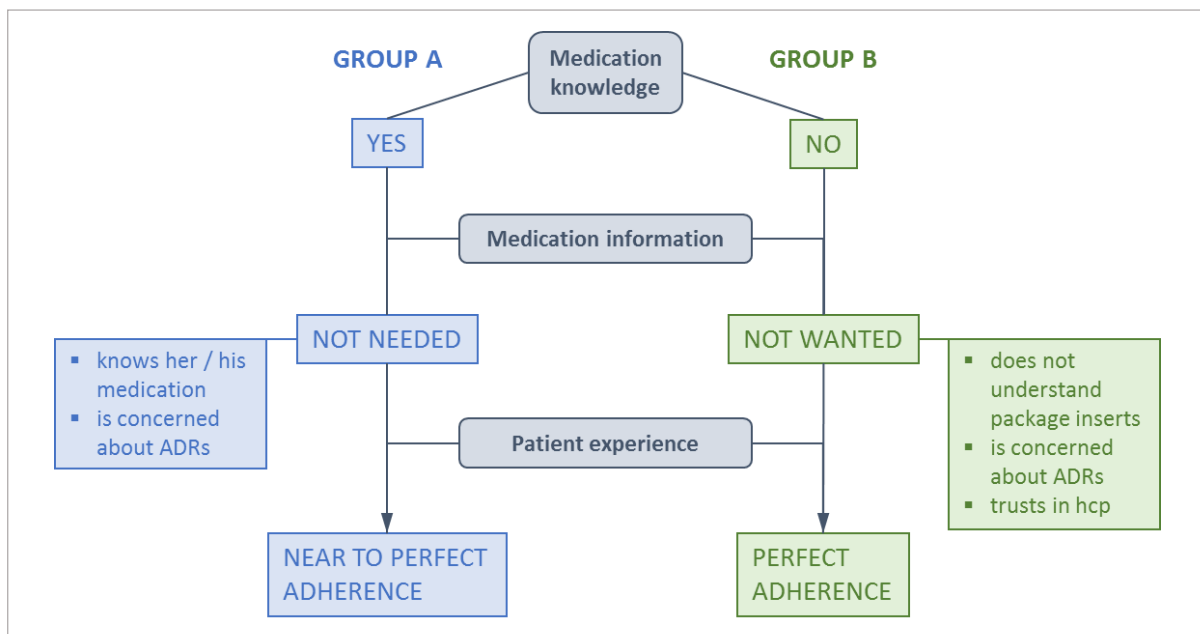 GROUP A
Medication
knowledge
GROUP B
YES
NO
Medication information
NOT NEEDED
NOT WANTED
▪ knows her / his
medication
▪ is concerned
about ADRs
▪ does not
understand
package inserts
▪ is concerned
about ADRs
▪ trusts in hcp
Patient experience
NEAR TO PERFECT
ADHERENCE
PERFECT
ADHERENCE